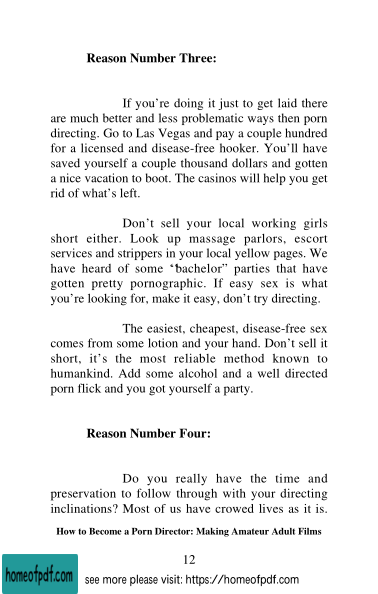 Reason Number Three:
If you're doing it just to get laid there
are much better and less problematic ways then porn
directing. Go to Las Vegas and pay a couple hundred
for a licensed and disease-free hooker. You'll have
saved yourself a couple thousand dollars and gotten
a nice vacation to boot. The casinos will help you get
rid of what's left.
Don't sell your local working girls
short either. Look up massage parlors, escort
services and strippers in your local yellow pages. We
have heard of some “bachelor” parties that have
gotten pretty pornographic. If easy sex is what
you're looking for, make it easy, don't try directing.
The easiest, cheapest, disease-free sex
comes from some lotion and your hand. Don't sell it
short, it's the most reliable method known to
humankind. Add some alcohol and a well directed
porn flick and you got yourself a party.
Reason Number Four:
Do you really have the time and
preservation to follow through with your directing
inclinations? Most of us have crowed lives as it is.
How to Become a Porn Director: Making Amateur Adult Films
12
homeofpdf.com
see more please visit: https://homeofpdf.com